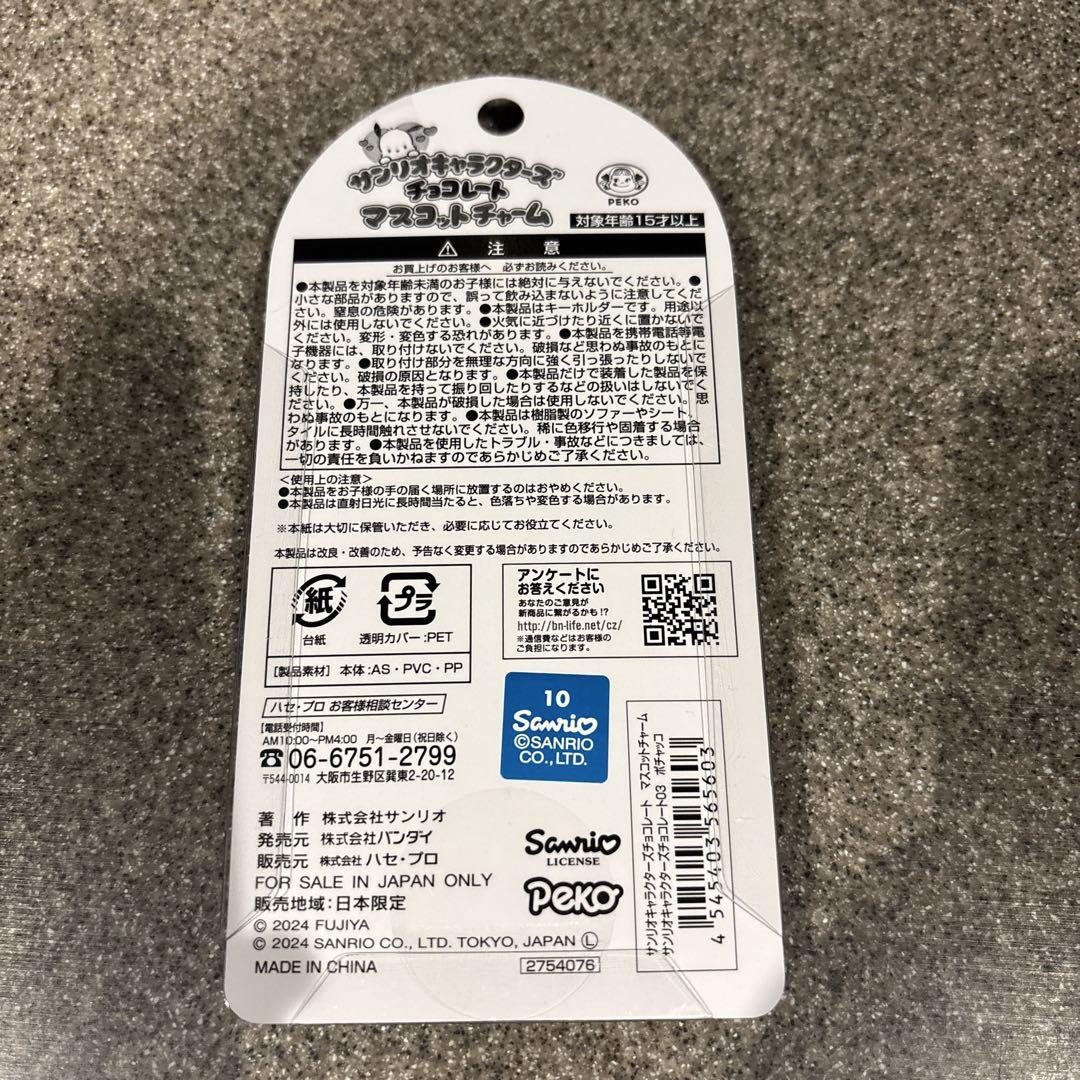 サンリオキャラクターズ
チョコレート
マスコットチャーム
PEKO
対象年齢15才以上
注 意
お買上げのお客様へ 必ずお読みください。
●本製品を対象年齢未満のお子様には絶対に与えないでください。●
小さな部品がありますので、誤って飲み込まないように注意してくだ
さい。窒息の危険があります。●本製品はキーホルダーです。用途以
外には使用しないでください。●火気に近づけたり近くに置かないで
ください。変形・変色する恐れがあります。●本製品を携帯電話等電
子機器には、取り付けないでください。破損など思わぬ事故のもとに
なります。●取り付け部分を無理な方向に強く引っ張ったりしないで
ください。破損の原因となります。●本製品だけで装着した製品を保
持したり、本製品を持って振り回したりするなどの扱いはしないでく
ださい。●万一、本製品が破損した場合は使用しないでください。思
わぬ事故のもとになります。●本製品は樹脂製のソファーやシート、
タイルに長時間触れさせないでください。稀に色移行や固着する場合
があります。●本製品を使用したトラブル・事故などにつきましては、
一切の責任を負いかねますのであらかじめご了承ください。
<使用上の注意>
●本製品をお子様の手の届く場所に放置するのはおやめください。
●本製品は直射日光に長時間当たると、色落ちや変色する場合があります。
※本紙は大切に保管いただき、必要に応じてお役立てください。
本製品は改良・改善のため、予告なく変更する場合がありますのであらかじめご了承ください。
紙
台紙
プラ
透明カバー:PET
[製品素材] 本体:AS・PVC・PP
アンケートに
お答えください
あなたのご意見が
新商品に繋がるかも!?
http://bn-life.net/cz/
※通信費などはお客様の
ご負担になります。
ハセ・プロ お客様相談センター
【電話受付時間】
AM10:00〜PM4:00 月〜金曜日(祝日除く)
☎06-6751-2799
〒544-0014 大阪市生野区巽東2-20-12
10
Sanrio
©SANRIO
CO.,LTD.
著 作 株式会社サンリオ
発売元 株式会社バンダイ
販売元 株式会社 ハセ・プロ
FOR SALE IN JAPAN ONLY
販売地域:日本限定
© 2024 FUJIYA
© 2024 SANRIO CO., LTD. TOKYO, JAPAN Ⓛ
MADE IN CHINA
Sanrio
LICENSE
Peko
2754076
サンリオキャラクターズチョコレート マスコットチャーム
サンリオキャラクターズチョコレート03 ポチャッコ
4 545403 565603